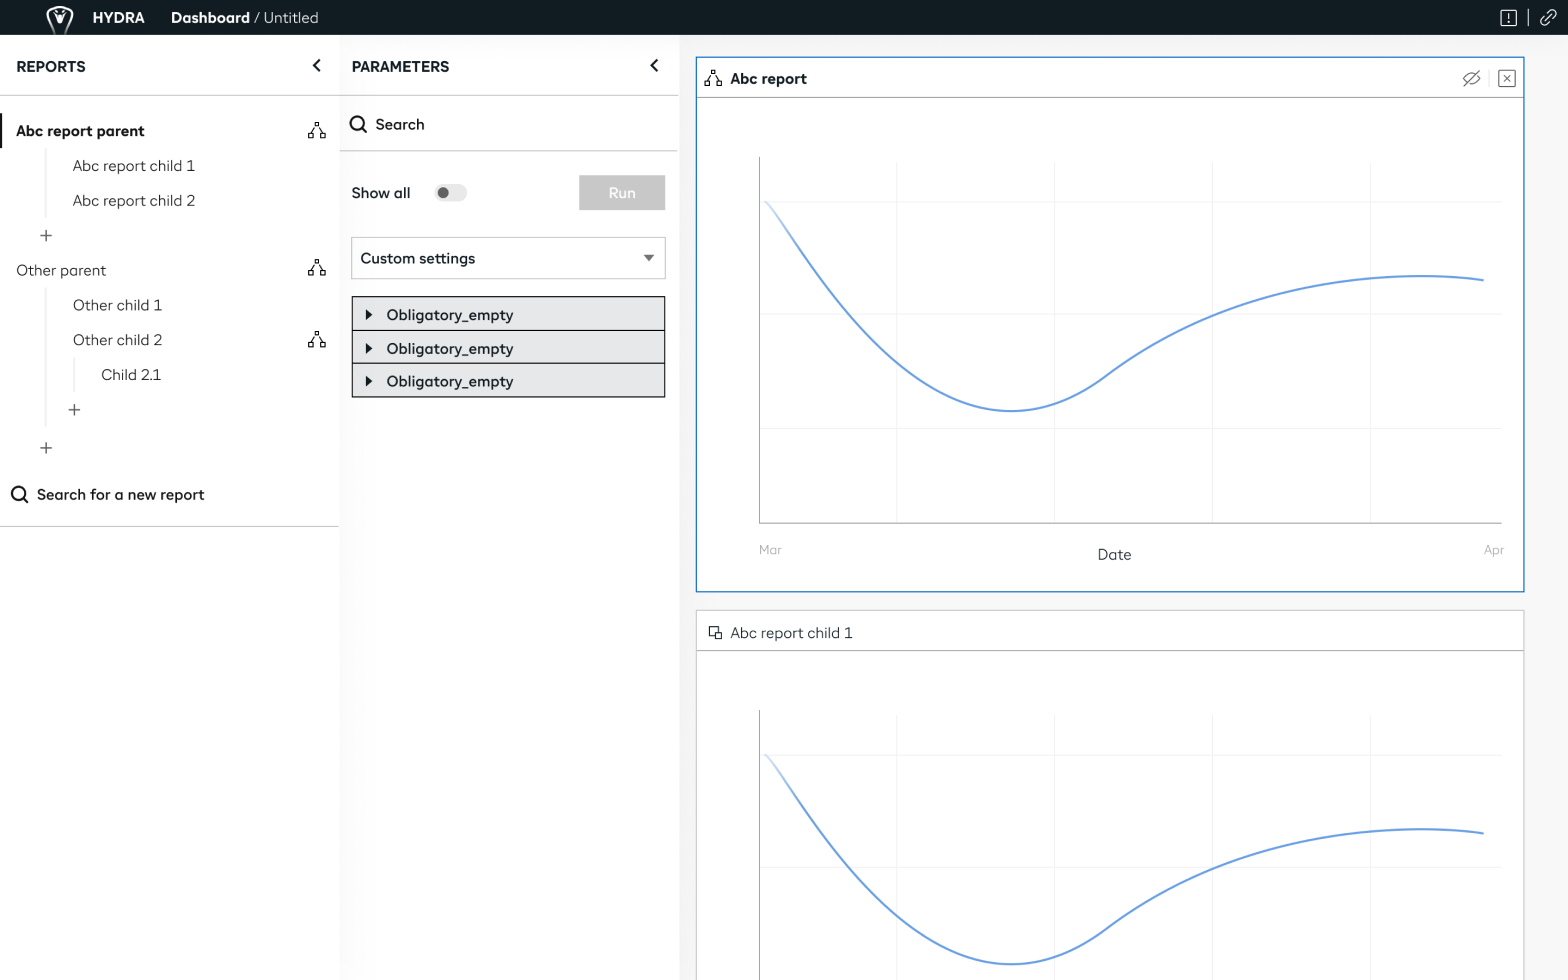 HYDRA Dashboard / Untitled
REPORTS
Abc report parent
Abc report child 1
Abc report child 2
Other parent
Other child 1
Other child 2
Child 2.1
Search for a new report
PARAMETERS
Search
Show all
Run
Custom settings
Obligatory_empty
Obligatory_empty
Obligatory_empty
Abc report
Mar
Date
Apr
Abc report child 1